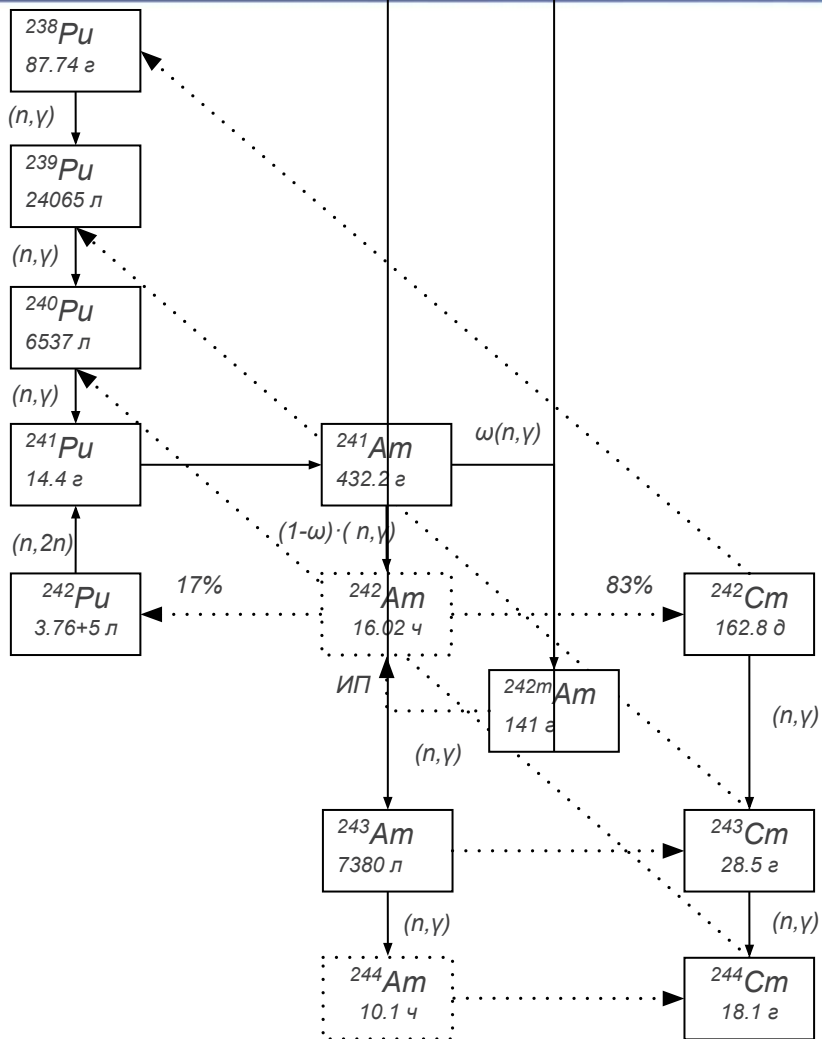 ²³⁸Pu
87.74 г
(n,γ)
²³⁹Pu
24065 л
(n,γ)
²⁴⁰Pu
6537 л
(n,γ)
²⁴¹Pu
14.4 г
²⁴¹Am
432.2 г
ω(n,γ)
(n,2n)
(1-ω)·( n,γ)
²⁴²Pu
3.76+5 л
17%
²⁴²Am
16.02 ч
83%
²⁴²Cm
162.8 д
ИП
²⁴²ᵐAm
141 г
(n,γ)
(n,γ)
²⁴³Am
7380 л
²⁴³Cm
28.5 г
(n,γ)
(n,γ)
²⁴⁴Am
10.1 ч
²⁴⁴Cm
18.1 г